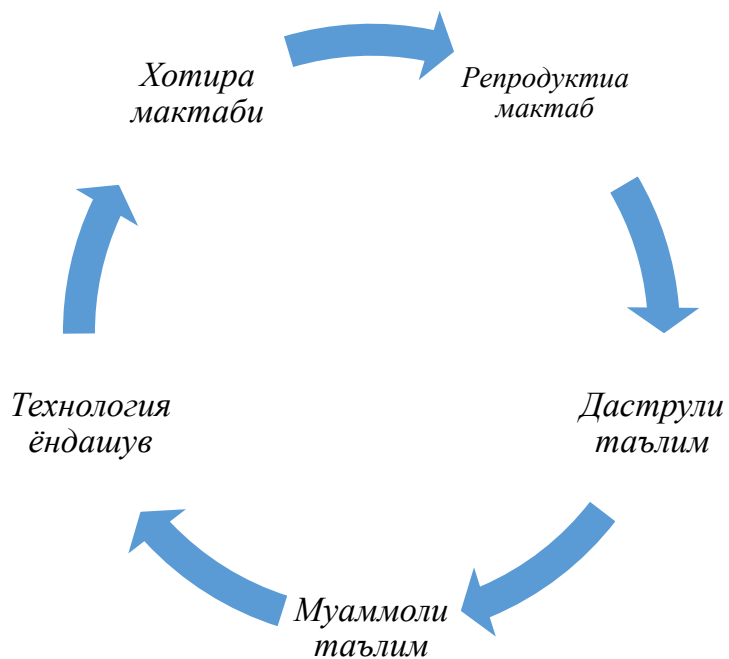 Хотира
мактаби
Репродуктиа
мактаб
Даструли
таълим
Муаммоли
таълим
Технология
ёндашув